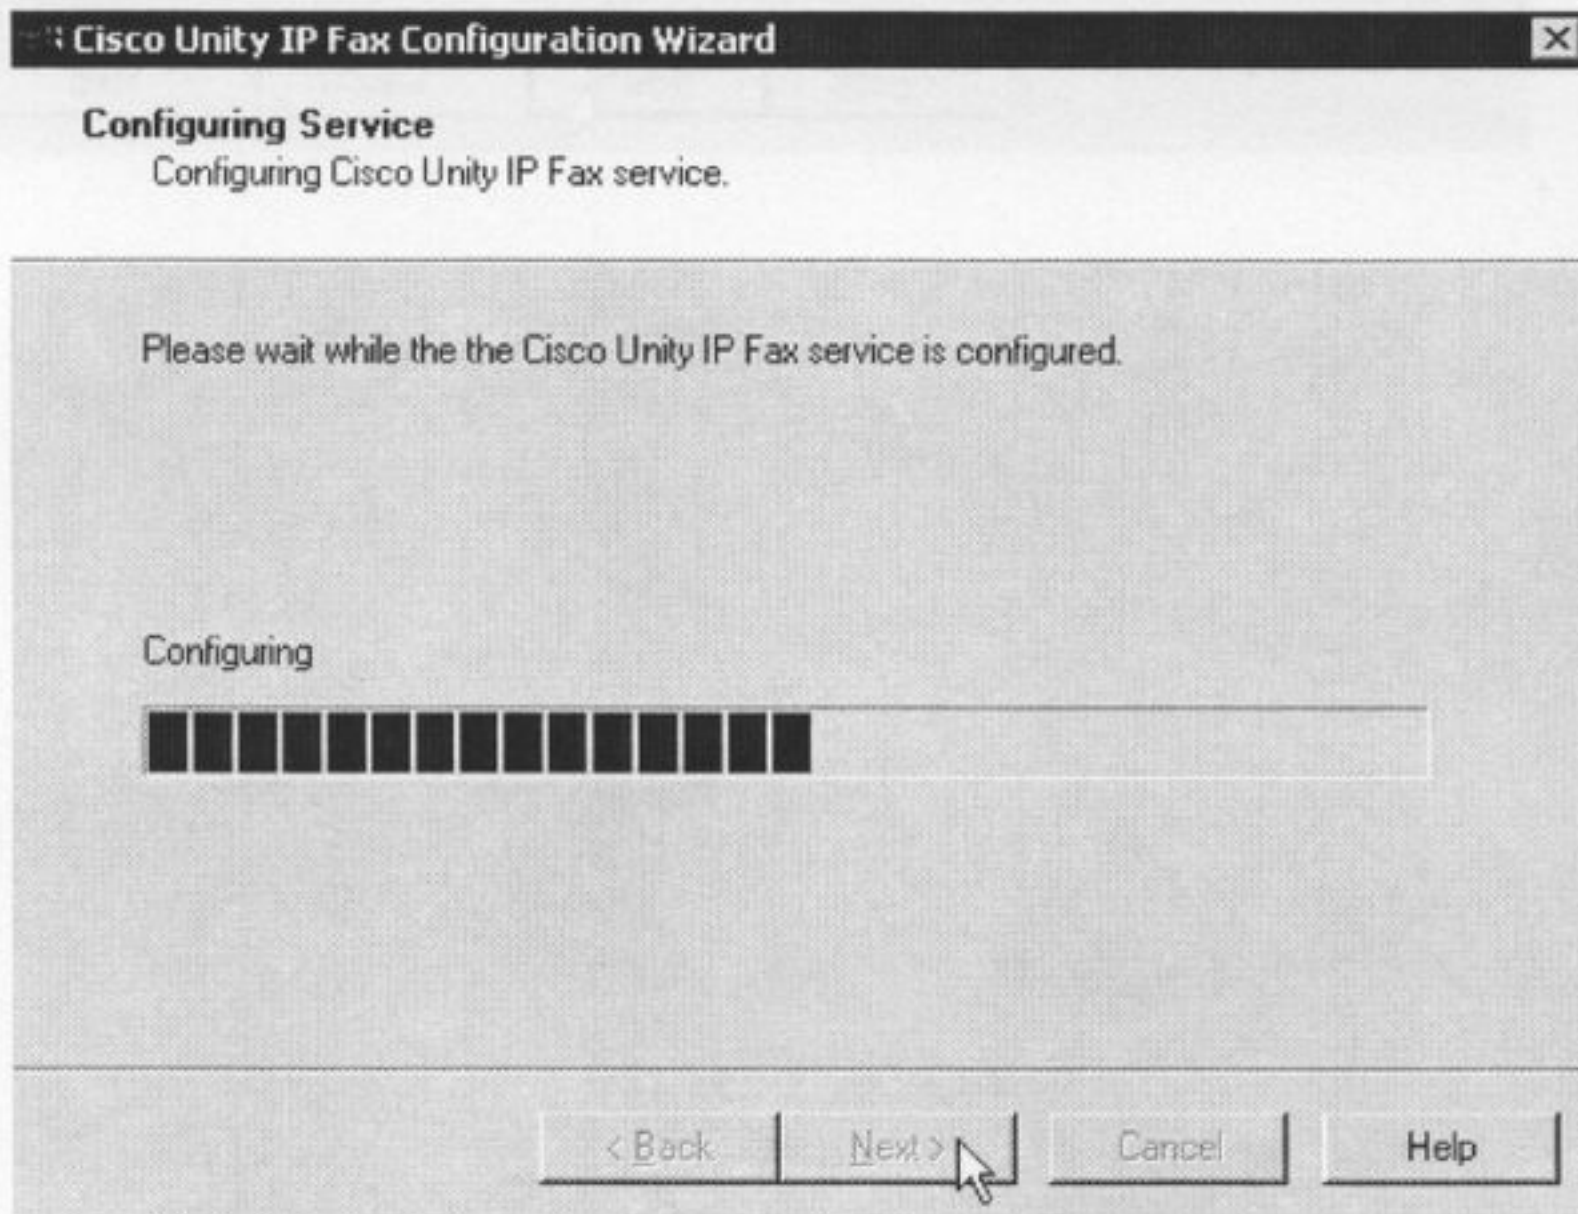 Cisco Unity IP Fax Configuration Wizard
Configuring Service
Configuring Cisco Unity IP Fax service.
Please wait while the the Cisco Unity IP Fax service is configured.
Configuring
< Back
Next >
Cancel
Help